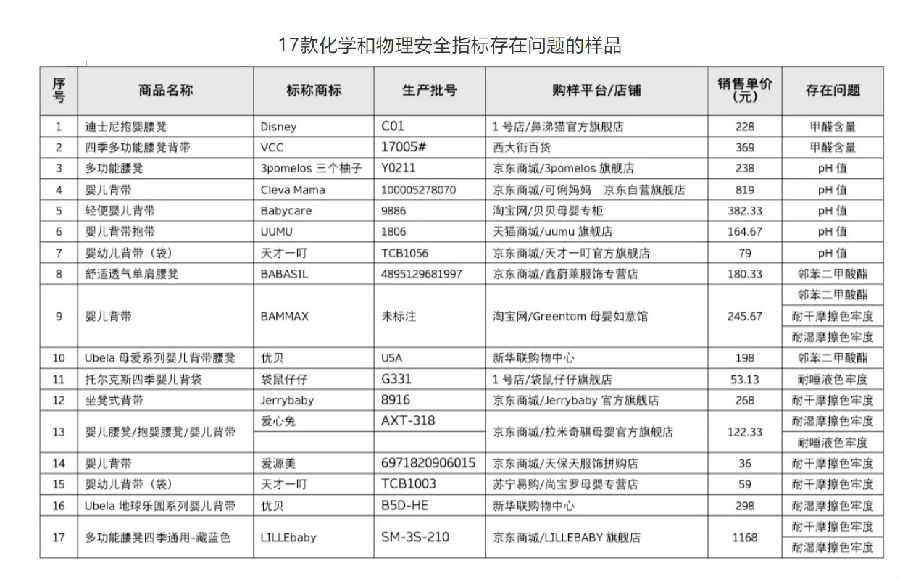 17款化学和物理安全指标存在问题的样品
序号 商品名称 标称商标 生产批号 购样平台/店铺 销售单价（元） 存在问题
1 迪士尼抱婴腰凳 Disney C01 1号店/鼻涕猫官方旗舰店 228 甲醛含量
2 四季多功能腰凳背带 VCC 17005# 西大街百货 369 甲醛含量
3 多功能腰凳 3pomelos 三个柚子 Y0211 京东商城/3pomelos 旗舰店 238 pH 值
4 婴儿背带 Cleva Mama 100005278070 京东商城/可俐妈妈 京东自营旗舰店 819 pH 值
5 轻便婴儿背带 Babycare 9886 淘宝网/贝贝母婴专柜 382.33 pH 值
6 婴儿背带抱带 UUMU 1806 天猫商城/uumu 旗舰店 164.67 pH 值
7 婴幼儿背带（袋） 天才一叮 TCB1056 京东商城/天才一叮官方旗舰店 79 pH 值
8 舒适透气单肩腰凳 BABASIL 4895129681997 京东商城/鑫蔚莱服饰专营店 180.33 邻苯二甲酸酯
9 婴儿背带 BAMMAX 未标注 淘宝网/Greentom 母婴如意馆 245.67 邻苯二甲酸酯
耐干摩擦色牢度
耐湿摩擦色牢度
10 Ubela 母爱系列婴儿背带腰凳 优贝 U5A 新华联购物中心 198 邻苯二甲酸酯
11 托尔克斯四季婴儿背袋 袋鼠仔仔 G331 1号店/袋鼠仔仔旗舰店 53.13 耐唾液色牢度
12 坐凳式背带 Jerrybaby 8916 京东商城/Jerrybaby 官方旗舰店 268 耐干摩擦色牢度
13 婴儿腰凳/抱婴腰凳/婴儿背带 爱心兔 AXT-318 京东商城/拉米奇骐母婴官方旗舰店 122.33 耐湿摩擦色牢度
耐唾液色牢度
14 婴儿背带 爱源美 6971820906015 京东商城/天保天服饰拼购店 36 耐干摩擦色牢度
15 婴幼儿背带（袋） 天才一叮 TCB1003 苏宁易购/尚宝罗母婴专营店 59 耐干摩擦色牢度
16 Ubela 地球乐园系列婴儿背带 优贝 B5D-HE 新华联购物中心 298 耐干摩擦色牢度
17 多功能腰凳四季通用-藏蓝色 LILLEbaby SM-3S-210 京东商城/LILLEBABY 旗舰店 1168 耐干摩擦色牢度
耐湿摩擦色牢度